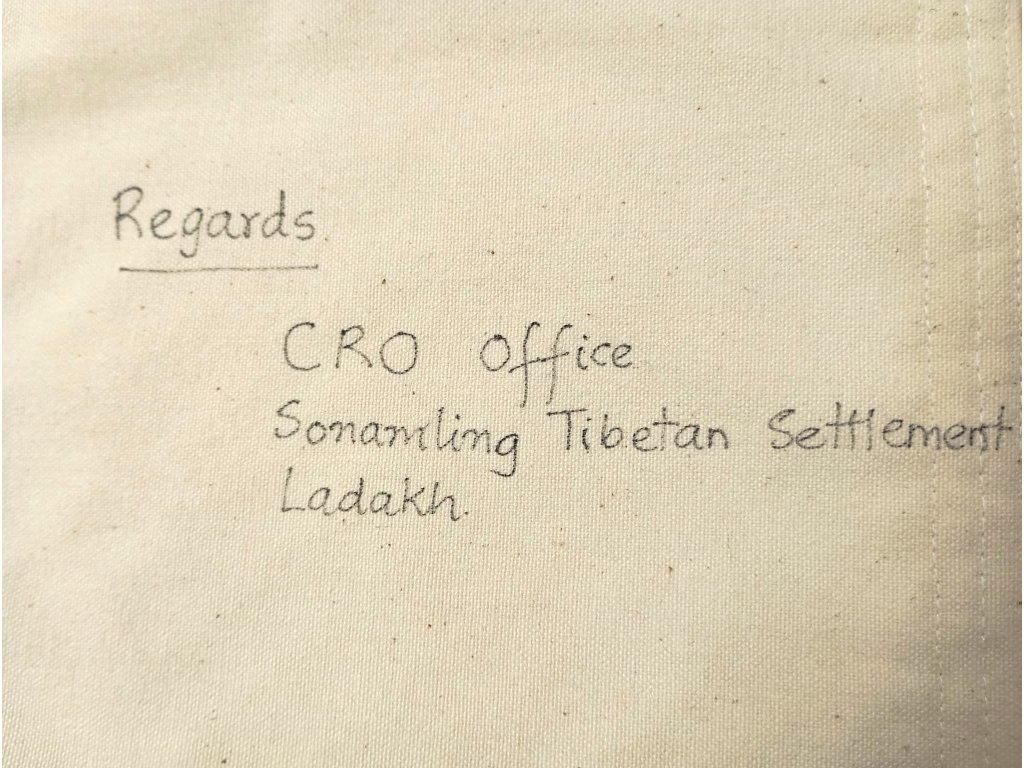 Regards.
CRO Office
Sonamling Tibetan Settlement
Ladakh.